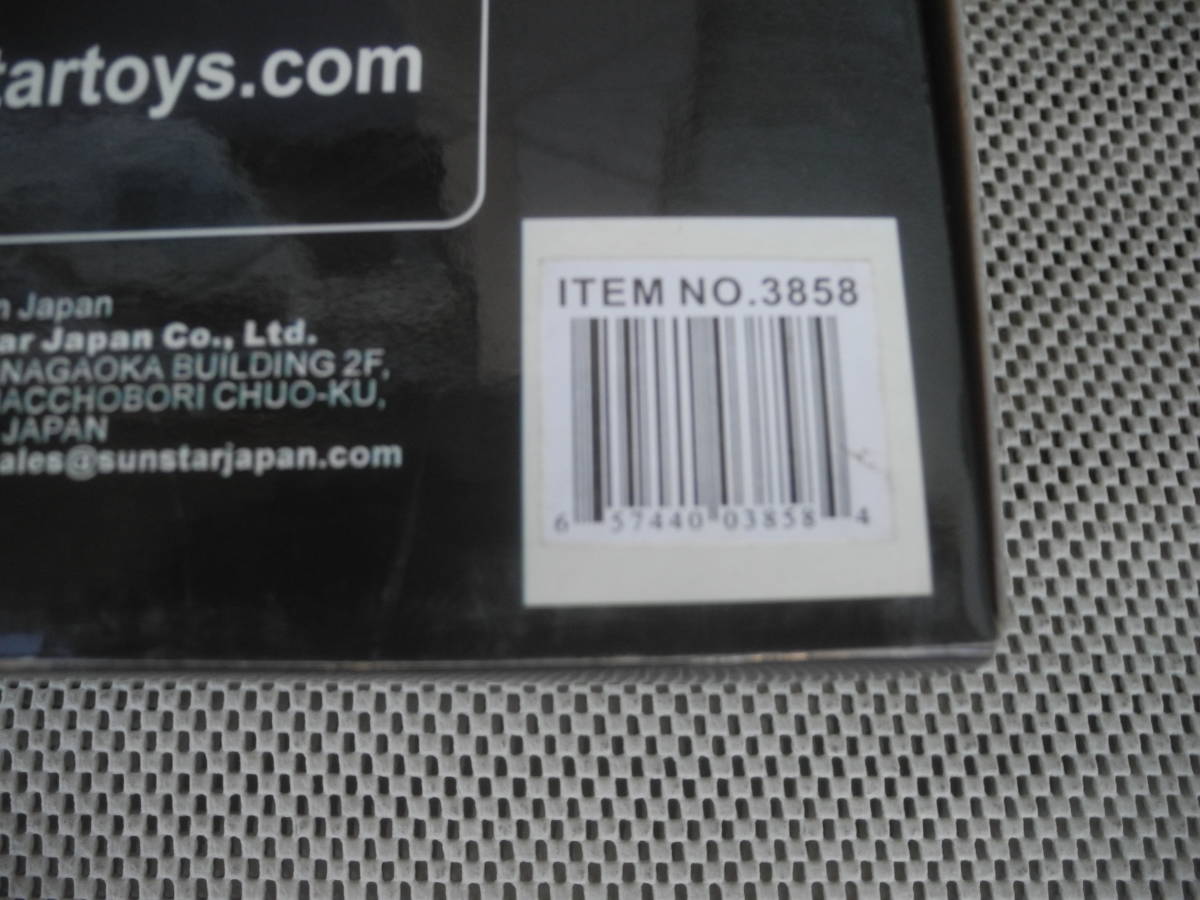 tartoys.com
n Japan
ar Japan Co., Ltd.
NAGAOKA BUILDING 2F,
HACCHOBORI CHUO-KU,
JAPAN
ales@sunstarjapan.com
ITEM NO.3858
6 57440 03858 4